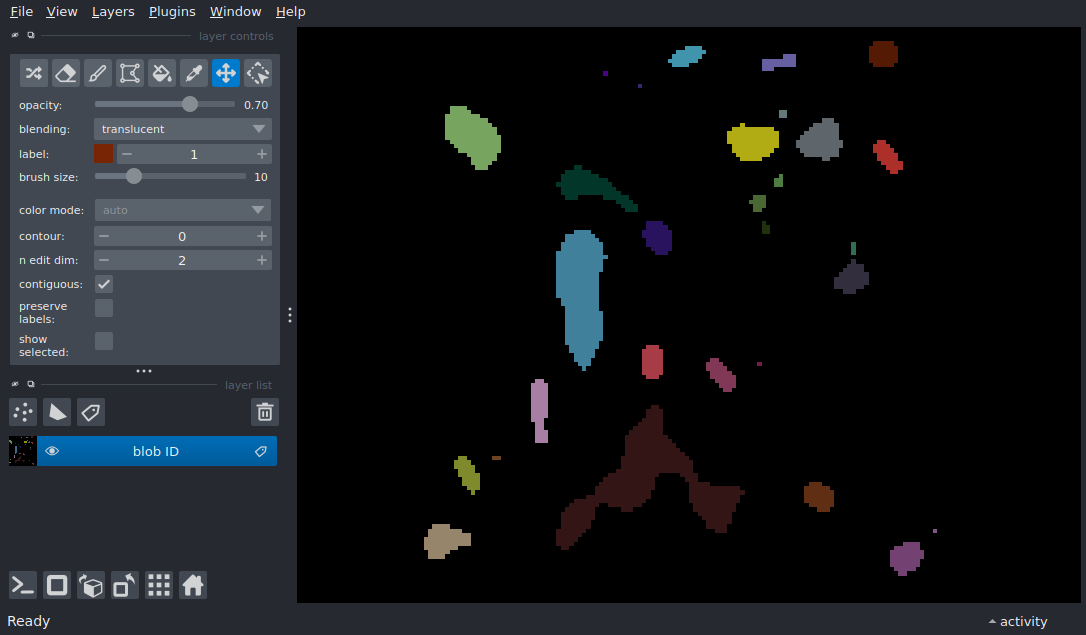 File View Layers Plugins Window Help
layer controls
opacity: 0.70
blending: translucent
label: 1
brush size: 10
color mode: auto
contour: 0
n edit dim: 2
contiguous:
preserve
labels:
show
selected:
layer list
blob ID
Ready
activity